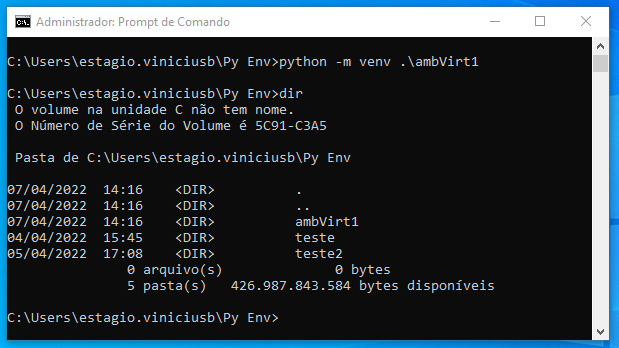 Administrador: Prompt de Comando
C:\Users\estagio.viniciusb\Py Env>python -m venv .\ambVirt1
C:\Users\estagio.viniciusb\Py Env>dir
 O volume na unidade C não tem nome.
 O Número de Série do Volume é 5C91-C3A5
 Pasta de C:\Users\estagio.viniciusb\Py Env
07/04/2022  14:16    <DIR>          .
07/04/2022  14:16    <DIR>          ..
07/04/2022  14:16    <DIR>          ambVirt1
04/04/2022  15:45    <DIR>          teste
05/04/2022  17:08    <DIR>          teste2
               0 arquivo(s)              0 bytes
               5 pasta(s)   426.987.843.584 bytes disponíveis
C:\Users\estagio.viniciusb\Py Env>